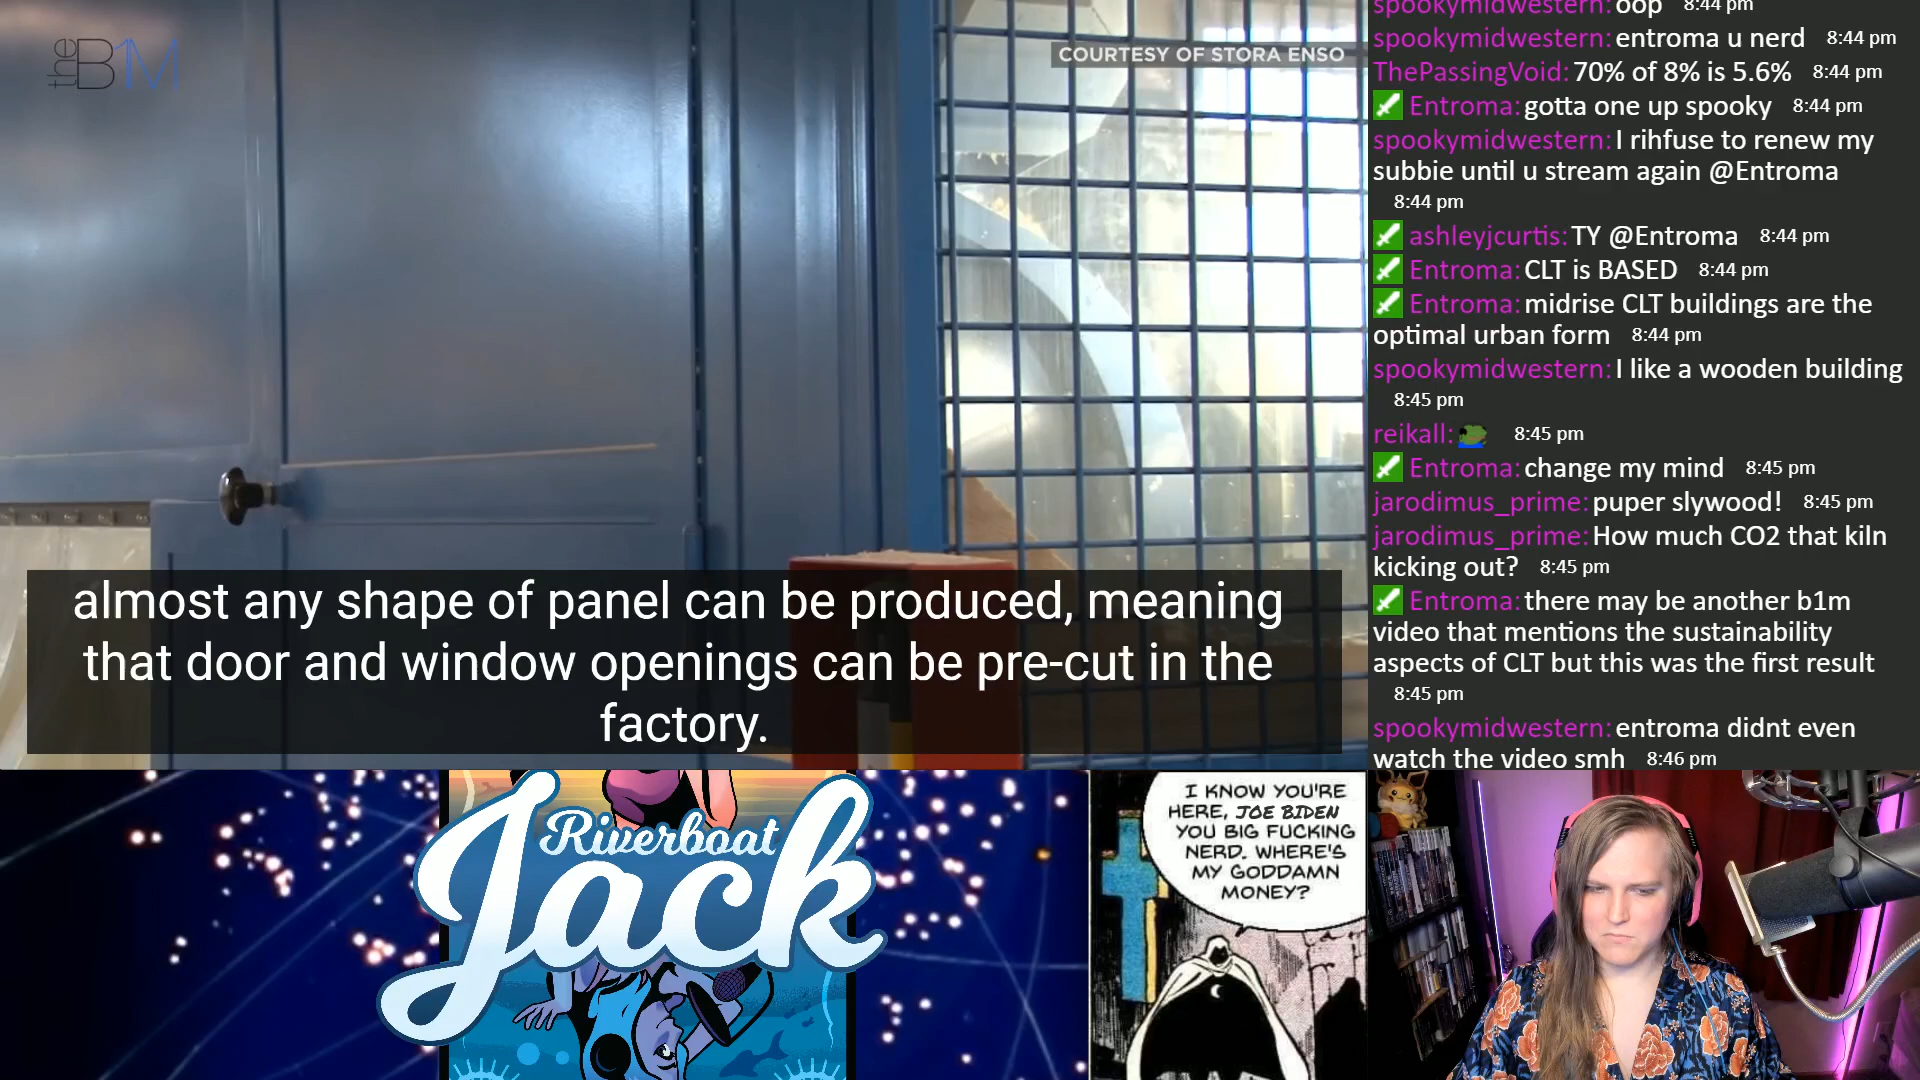 the B1M
COURTESY OF STORA ENSO
almost any shape of panel can be produced, meaning
that door and window openings can be pre-cut in the
factory.
spookymidwestern: oop 8:44 pm
spookymidwestern: entroma u nerd 8:44 pm
ThePassingVoid: 70% of 8% is 5.6% 8:44 pm
Entroma: gotta one up spooky 8:44 pm
spookymidwestern: I rihfuse to renew my
subbie until u stream again @Entroma
8:44 pm
ashleyjcurtis: TY @Entroma 8:44 pm
Entroma: CLT is BASED 8:44 pm
Entroma: midrise CLT buildings are the
optimal urban form 8:44 pm
spookymidwestern: I like a wooden building
8:45 pm
reikall: 8:45 pm
Entroma: change my mind 8:45 pm
jarodimus_prime: puper slywood! 8:45 pm
jarodimus_prime: How much CO2 that kiln
kicking out? 8:45 pm
Entroma: there may be another b1m
video that mentions the sustainability
aspects of CLT but this was the first result
8:45 pm
spookymidwestern: entroma didnt even
watch the video smh 8:46 pm
Riverboat
Jack
I KNOW YOU'RE
HERE, JOE BIDEN
YOU BIG FUCKING
NERD. WHERE'S
MY GODDAMN
MONEY?